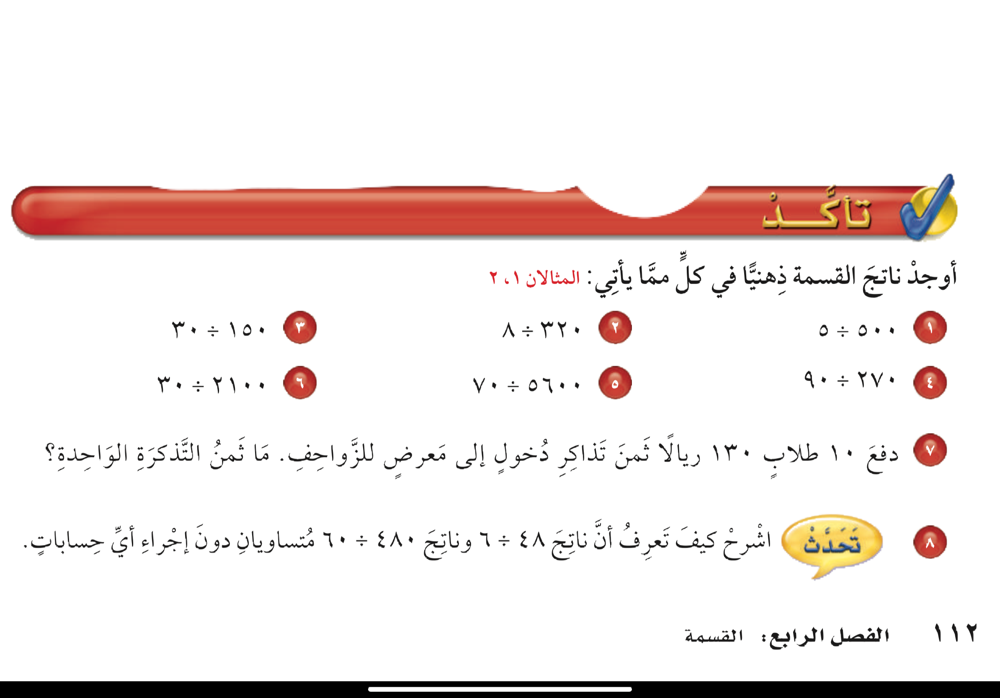 تأكَّــدْ
أوجدْ ناتجَ القسمة ذِهنيًّا في كلٍّ ممَّا يأتِي: المثالان ١، ٢
١ ٥٠٠ ÷ ٥ ٢ ٣٢٠ ÷ ٨ ٣ ١٥٠ ÷ ٣٠
٤ ٢٧٠ ÷ ٩٠ ٥ ٥٦٠٠ ÷ ٧٠ ٦ ٢١٠٠ ÷ ٣٠
٧ دفعَ ١٠ طلابٍ ١٣٠ ريالًا ثَمنَ تَذاكِرِ دُخولٍ إلى مَعرضٍ للزَّواحِفِ. مَا ثَمنُ التَّذكرَةِ الوَاحِدةِ؟
٨ تَحَدَّثْ اشْرحْ كيفَ تَعرِفُ أنَّ ناتِجَ ٤٨ ÷ ٦ وناتِجَ ٤٨٠ ÷ ٦٠ مُتساويانِ دونَ إجْراءِ أيِّ حِساباتٍ.
١١٢ الفصل الرابع: القسمة